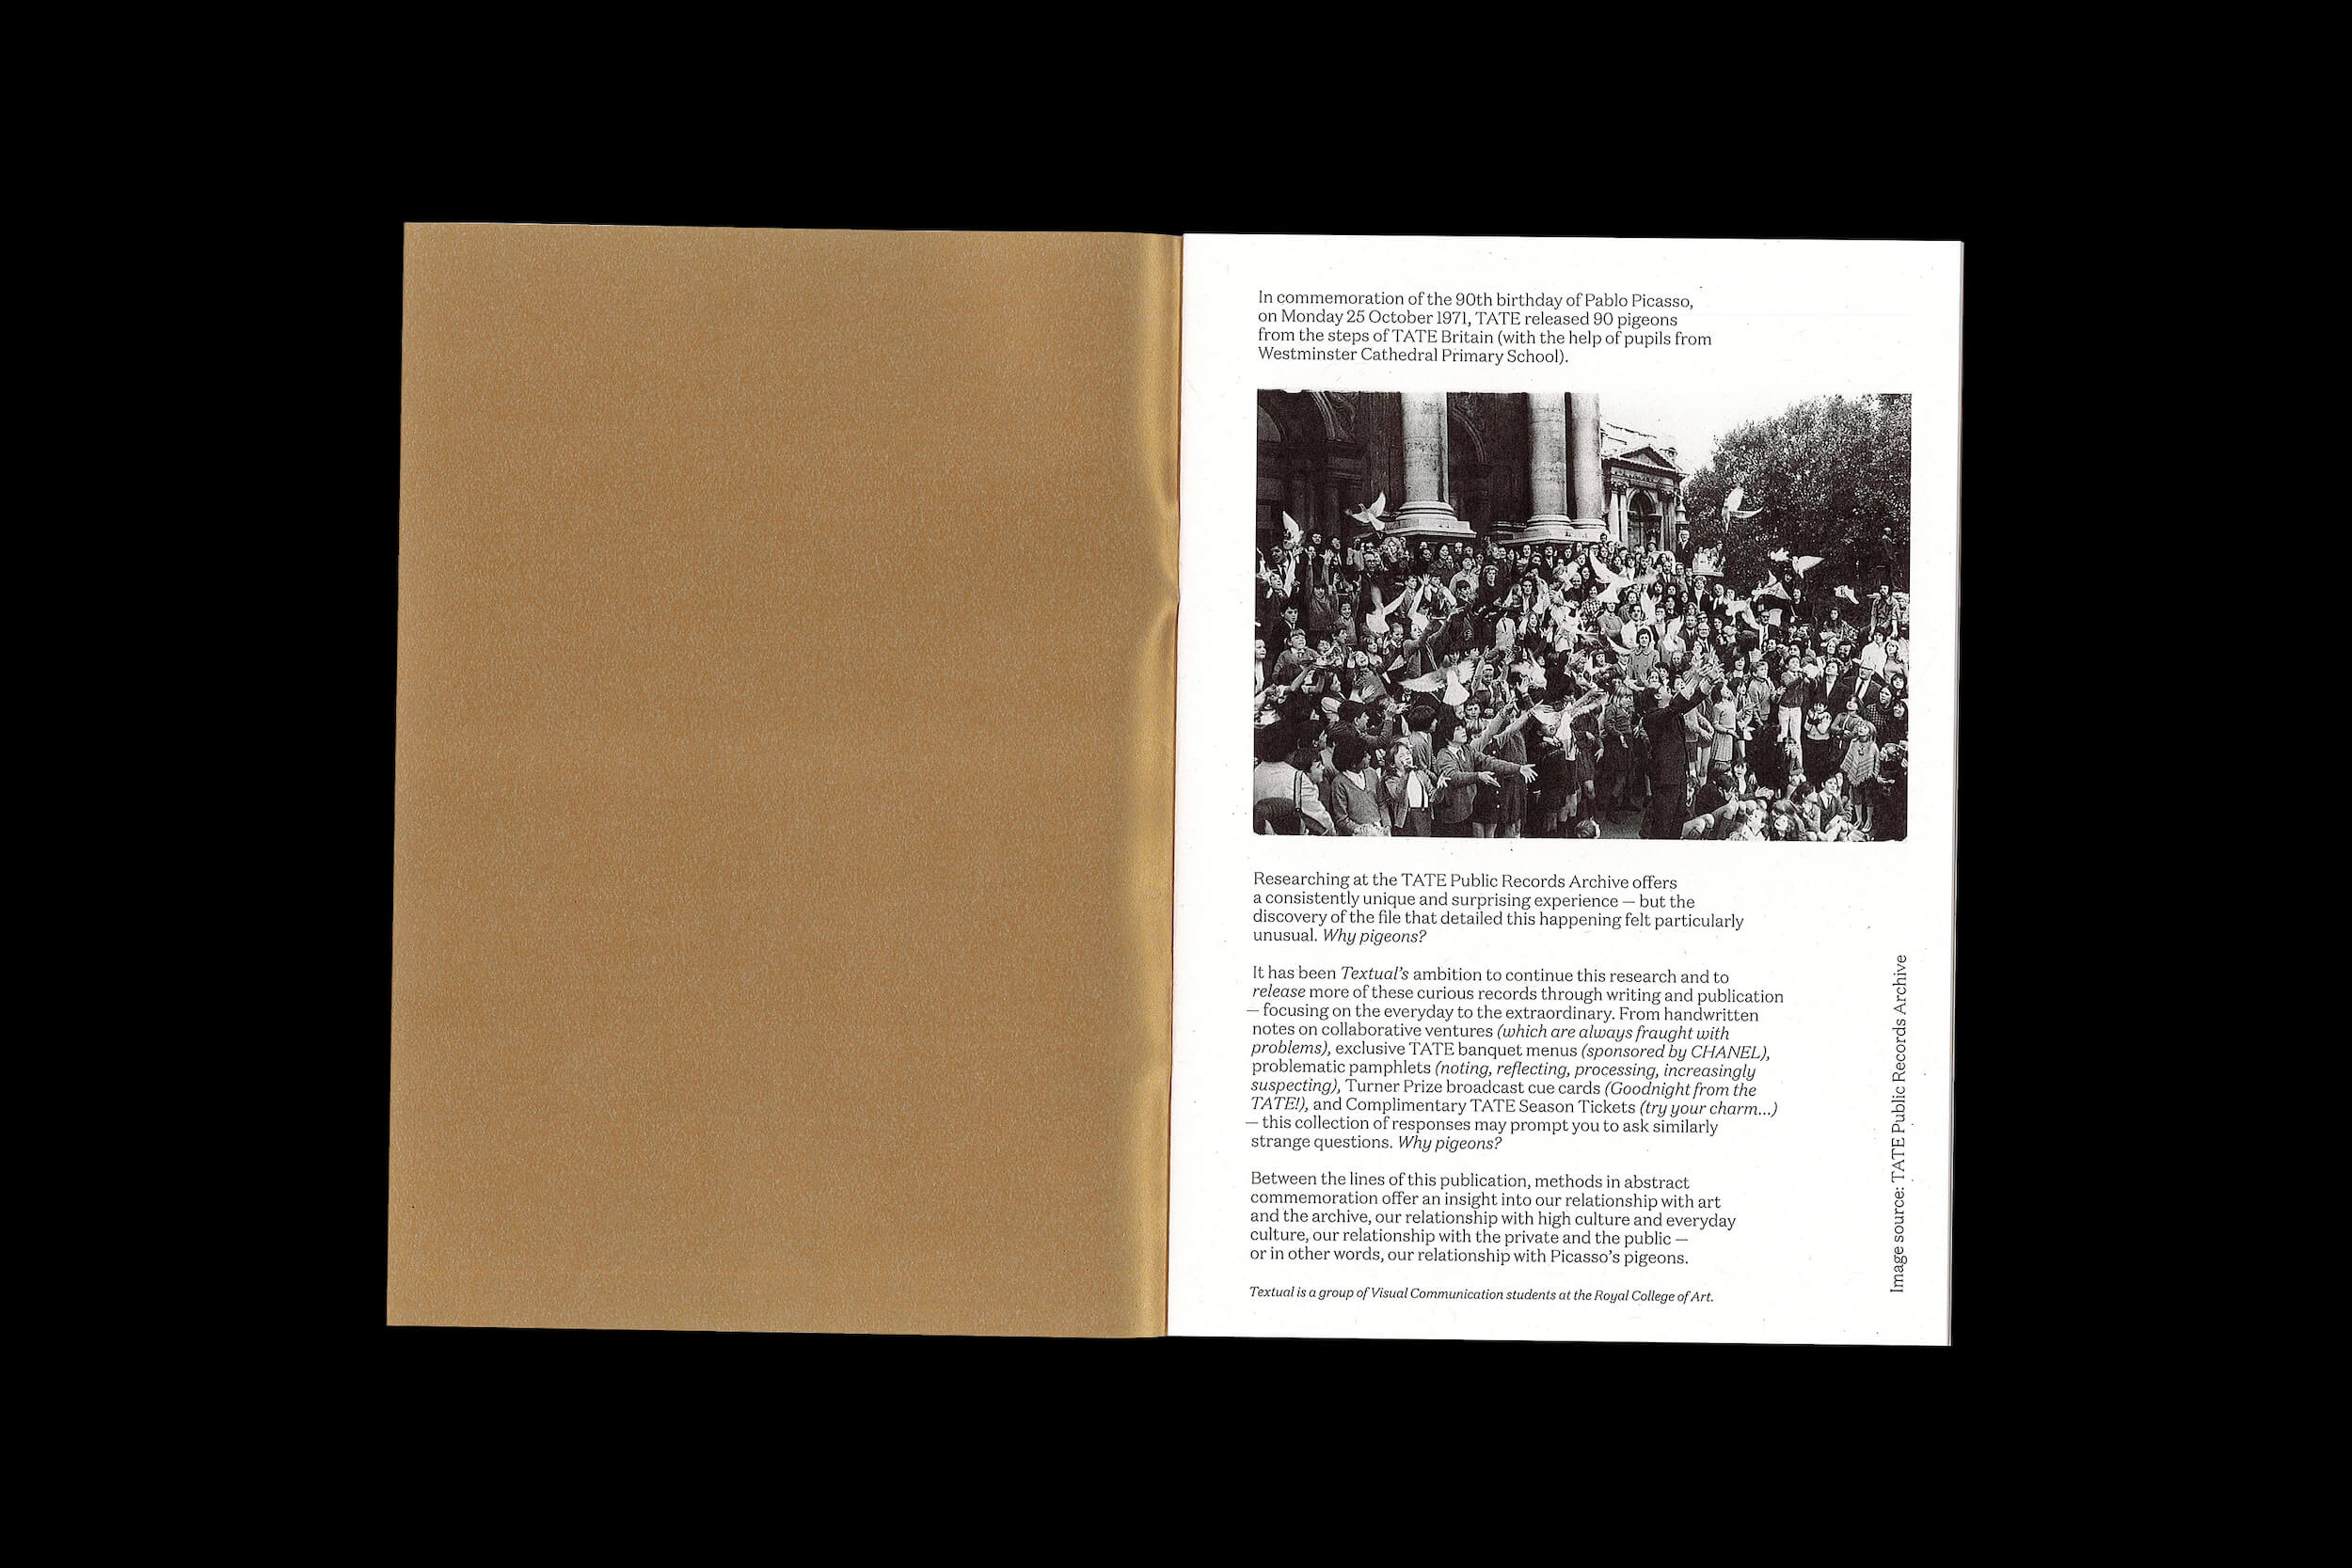 In commemoration of the 90th birthday of Pablo Picasso,
on Monday 25 October 1971, TATE released 90 pigeons
from the steps of TATE Britain (with the help of pupils from
Westminster Cathedral Primary School).
Researching at the TATE Public Records Archive offers
a consistently unique and surprising experience — but the
discovery of the file that detailed this happening felt particularly
unusual. Why pigeons?
It has been Textual's ambition to continue this research and to
release more of these curious records through writing and publication
— focusing on the everyday to the extraordinary. From handwritten
notes on collaborative ventures (which are always fraught with
problems), exclusive TATE banquet menus (sponsored by CHANEL),
problematic pamphlets (noting, reflecting, processing, increasingly
suspecting), Turner Prize broadcast cue cards (Goodnight from the
TATE!), and Complimentary TATE Season Tickets (try your charm...)
— this collection of responses may prompt you to ask similarly
strange questions. Why pigeons?
Between the lines of this publication, methods in abstract
commemoration offer an insight into our relationship with art
and the archive, our relationship with high culture and everyday
culture, our relationship with the private and the public —
or in other words, our relationship with Picasso's pigeons.
Textual is a group of Visual Communication students at the Royal College of Art.
Image source: TATE Public Records Archive